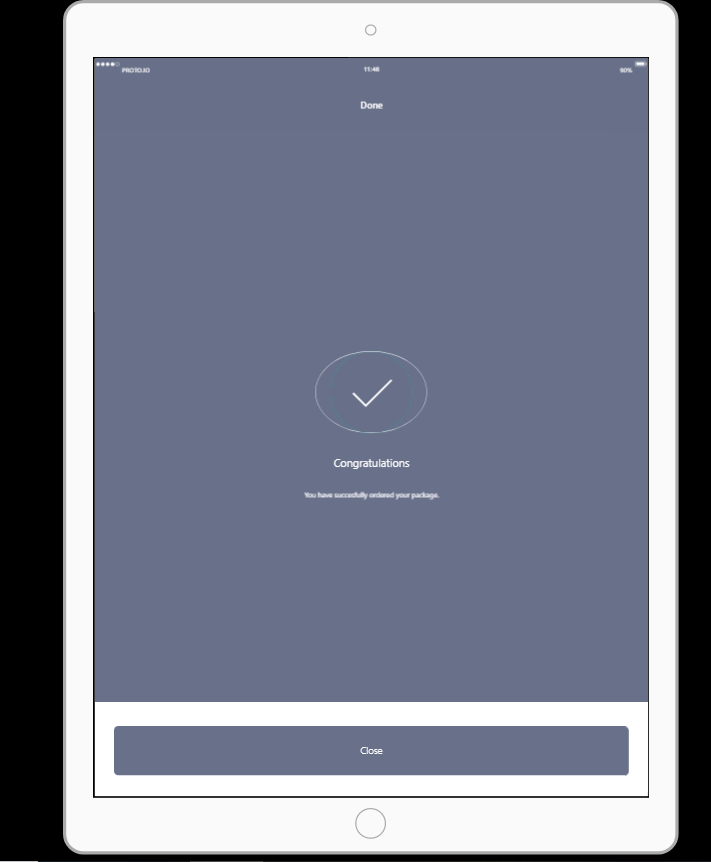 PROTO.IO
11:48
90%
Done
Congratulations
You have succesfully ordered your package.
Close